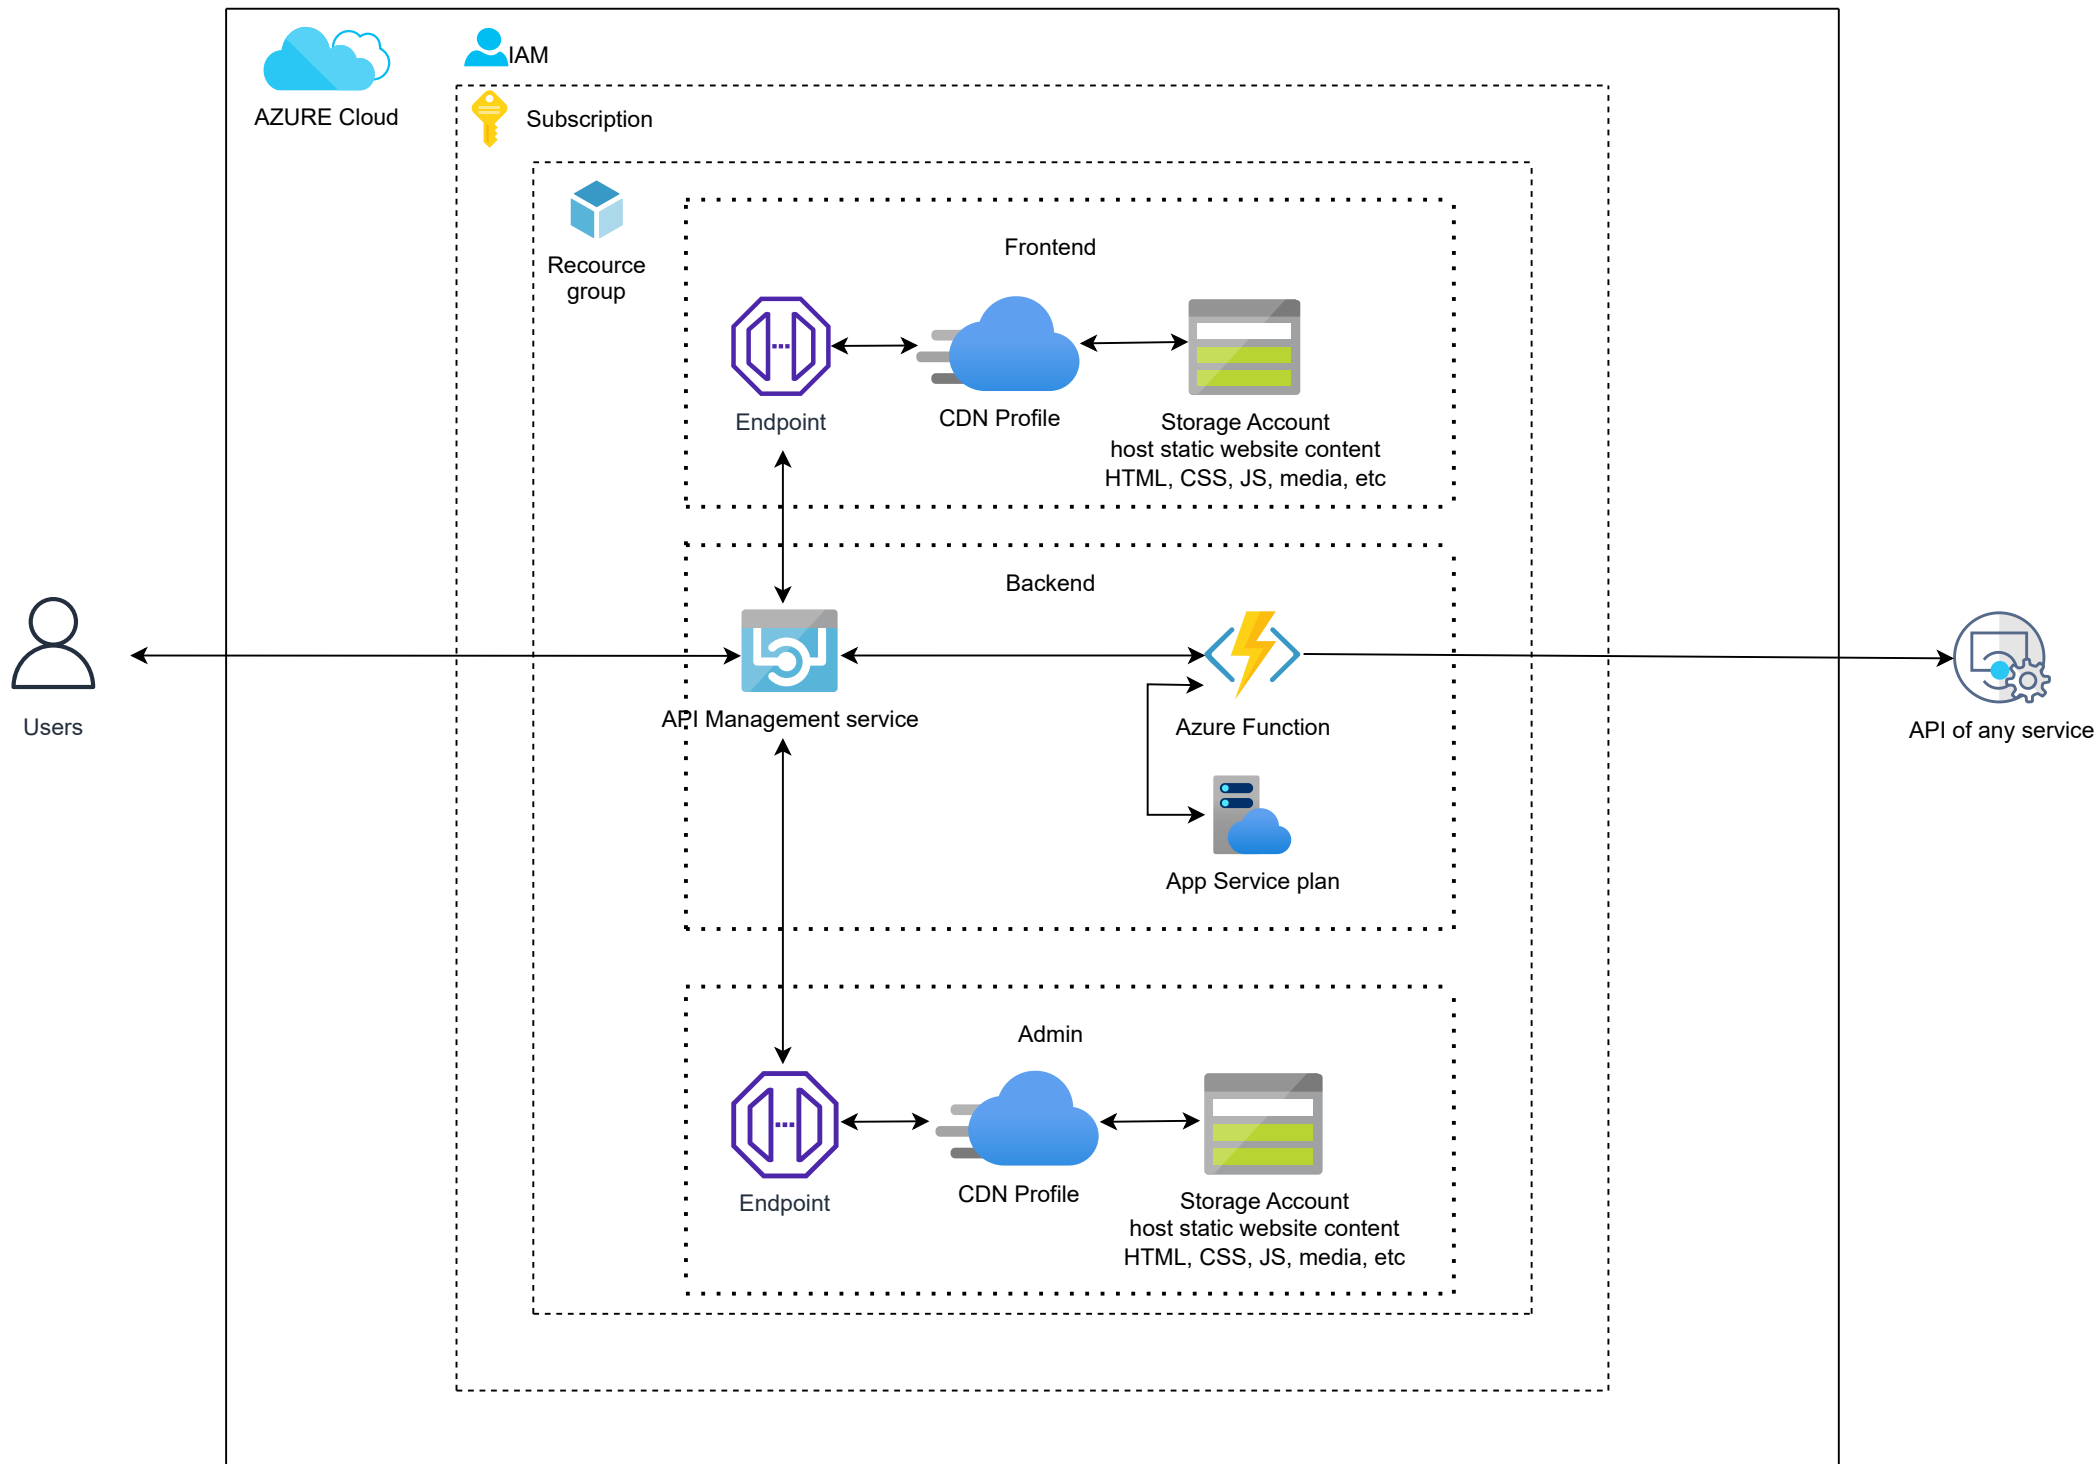 IAM
AZURE Cloud
Subscription
Recource
group
Frontend
Endpoint
CDN Profile
Storage Account
host static website content
HTML, CSS, JS, media, etc
Backend
Users
API Management service
Azure Function
API of any service
App Service plan
Admin
Endpoint
CDN Profile
Storage Account
host static website content
HTML, CSS, JS, media, etc